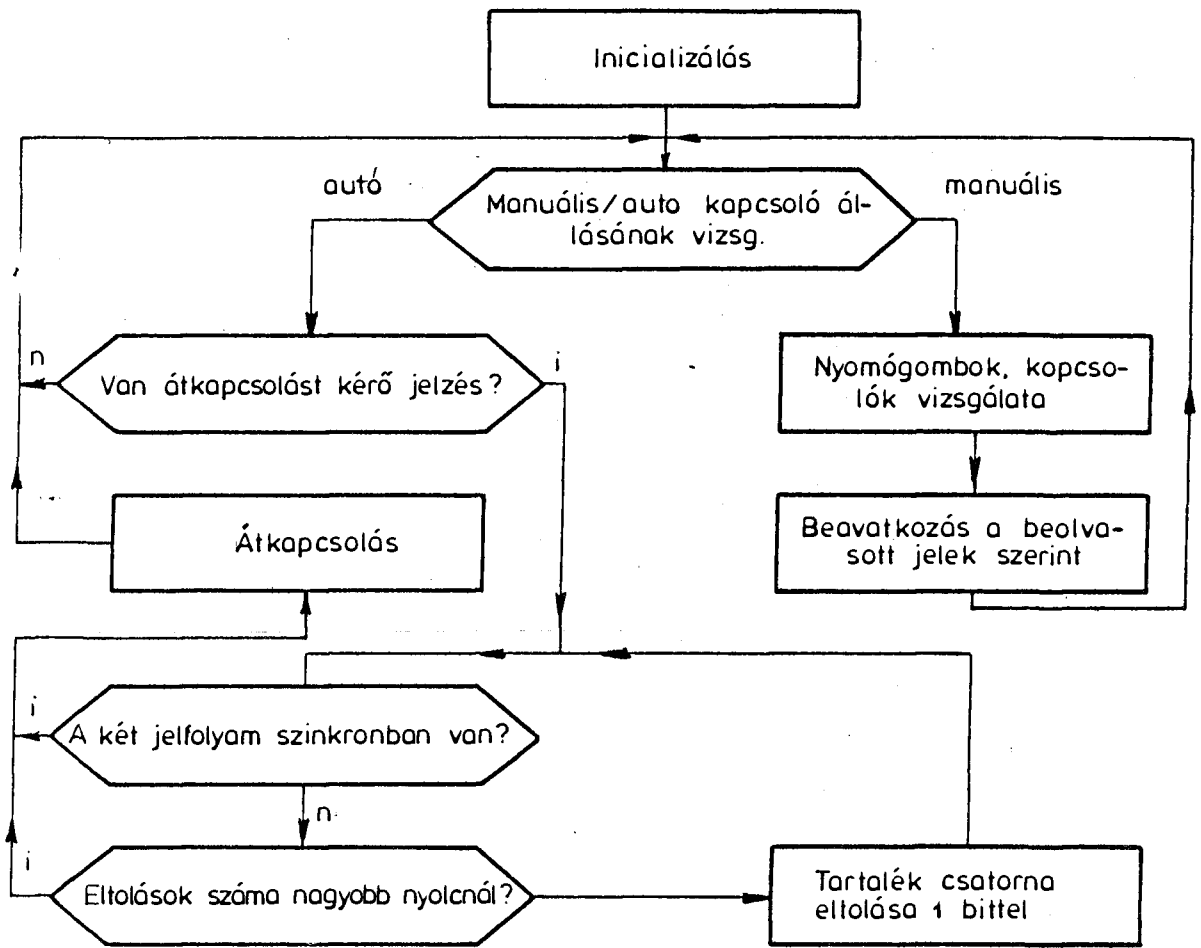 Inicializálás
autó
manuális
Manuális/auto kapcsoló ál-
lásának vizsg.
n
Van átkapcsolást kérő jelzés?
i
Nyomógombok, kopcso-
lók vizsgálata
Átkapcsolás
Beavatkozás a beolva-
sott jelek szerint
i
A két jelfolyam szinkronban van?
n
i
Eltolások száma nagyobb nyolcnál?
Tartalék csatorna
eltolása 1 bittel